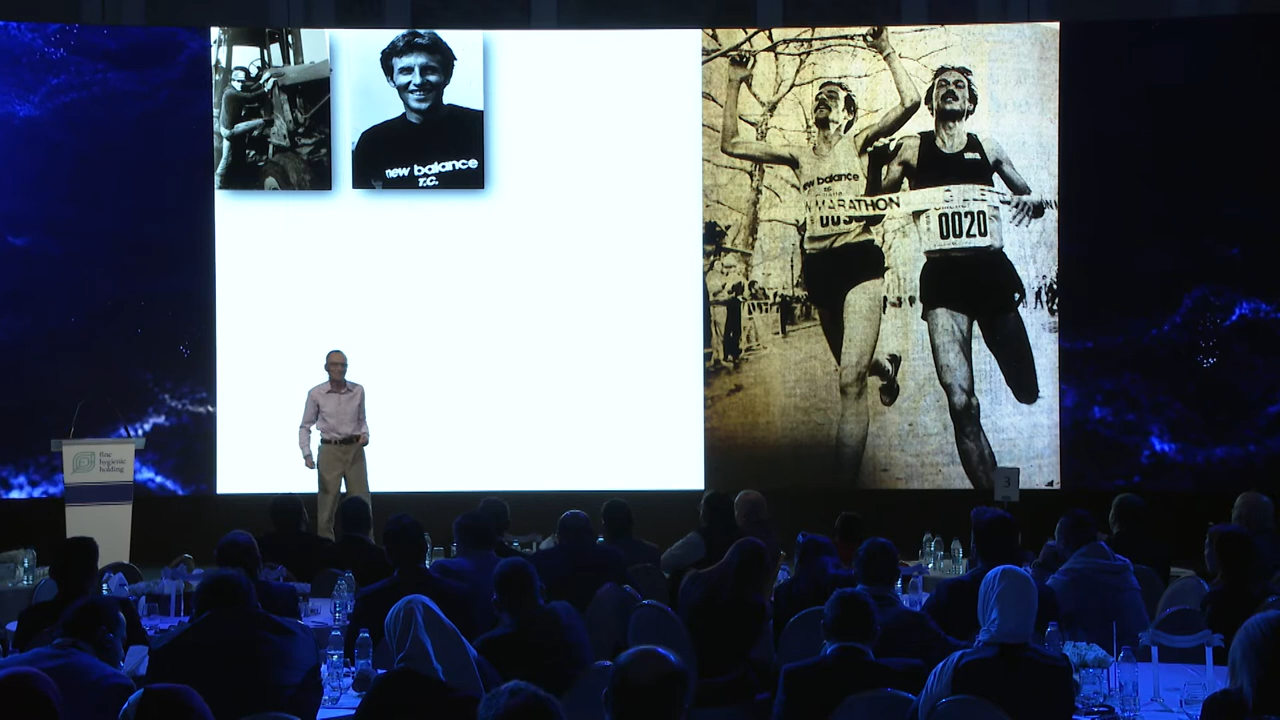 new balance
T.C.
new balance
MARATHON
0020
fine
hygienic
holding
3